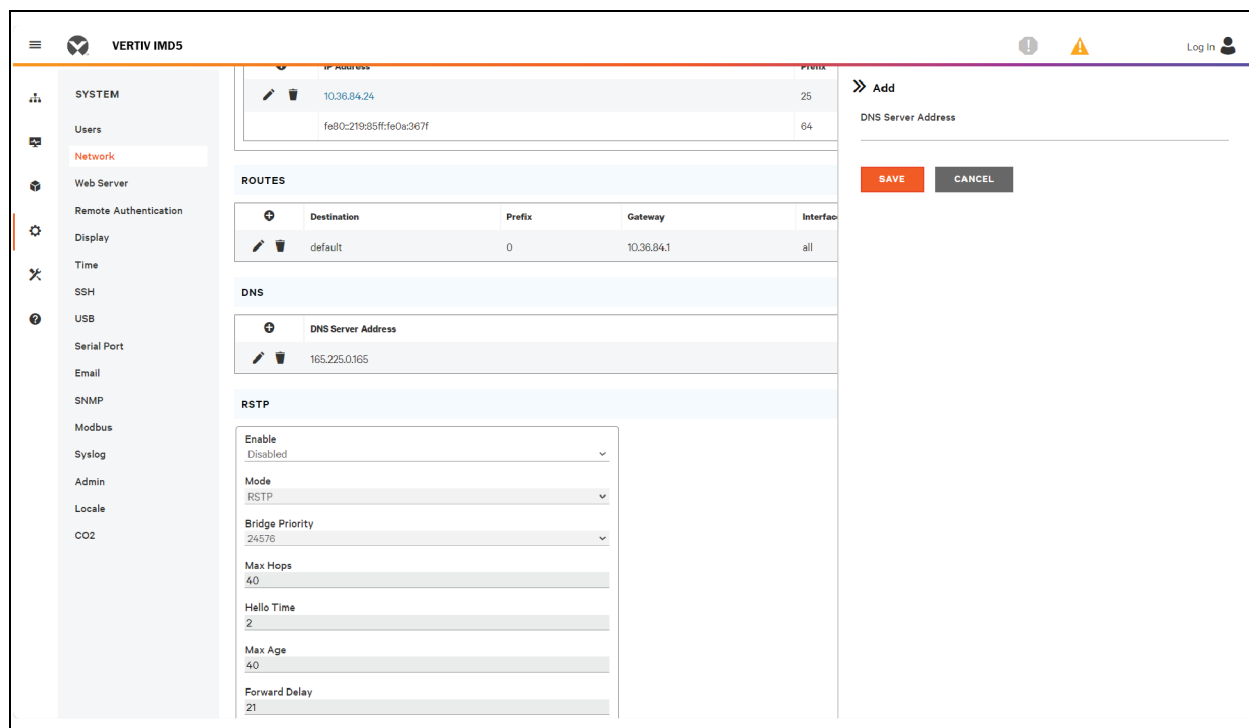 VERTIV IMD5
Log In
SYSTEM
Users
Network
Web Server
Remote Authentication
Display
Time
SSH
USB
Serial Port
Email
SNMP
Modbus
Syslog
Admin
Locale
CO2
IP Address Prefix
10.36.84.24 25
fe80::219:85ff:fe0a:367f 64
ROUTES
Destination Prefix Gateway Interfac
default 0 10.36.84.1 all
DNS
DNS Server Address
165.225.0.165
RSTP
Enable
Disabled
Mode
RSTP
Bridge Priority
24576
Max Hops
40
Hello Time
2
Max Age
40
Forward Delay
21
Add
DNS Server Address
SAVE CANCEL